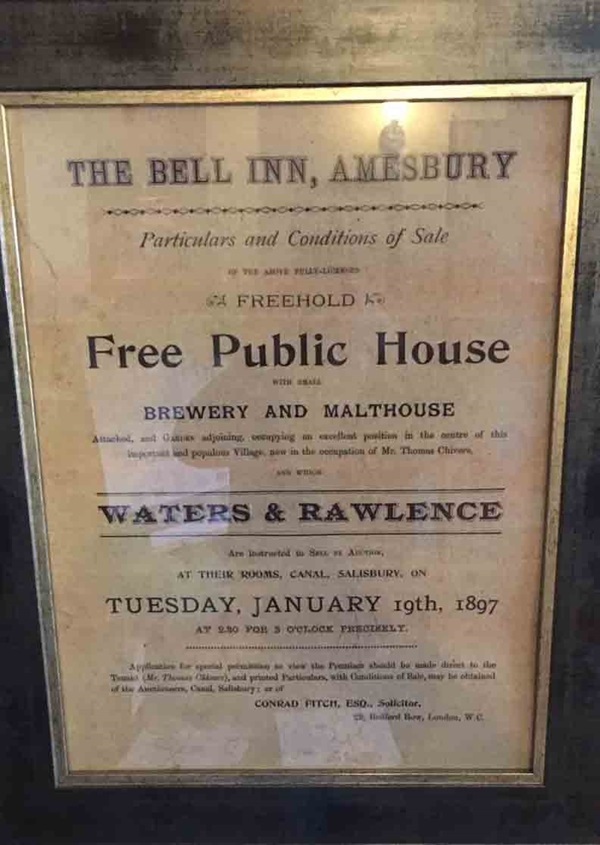 THE BELL INN, AMESBURY
Particulars and Conditions of Sale
OF THE ABOVE FULLY-LICENSED
FREEHOLD
Free Public House
WITH SMALL
BREWERY AND MALTHOUSE
Attached, and GARDEN adjoining, occupying an excellent position in the centre of this
important and populous Village, now in the occupation of Mr. Thomas Chivers,
AND WHICH
WATERS & RAWLENCE
Are instructed to SELL BY AUCTION,
AT THEIR ROOMS, CANAL, SALISBURY, ON
TUESDAY, JANUARY 19th, 1897
AT 2.30 FOR 3 O'CLOCK PRECISELY.
Application for special permission to view the Premises should be made direct to the
Tenant (Mr. Thomas Chivers), and printed Particulars, with Conditions of Sale, may be obtained
of the Auctioneers, Canal, Salisbury; or of
CONRAD FITCH, ESQ., Solicitor,
Bedford Row, London, W.C.